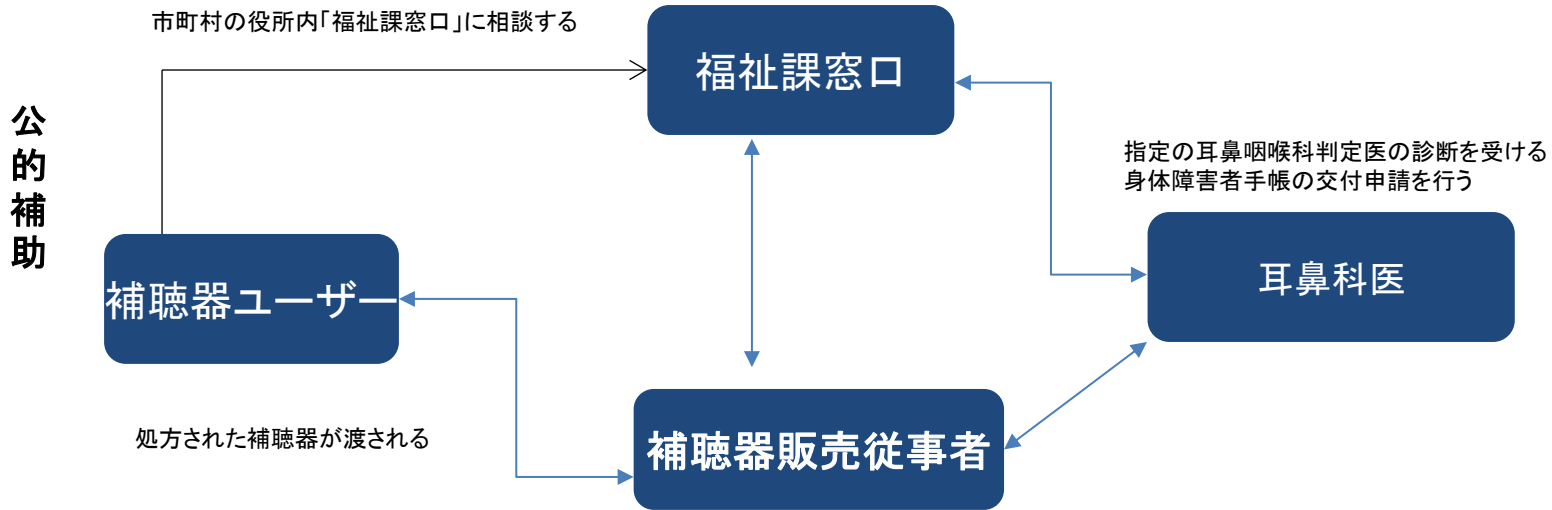 市町村の役所内「福祉課窓口」に相談する
福祉課窓口
公的補助
指定の耳鼻咽喉科判定医の診断を受ける
身体障害者手帳の交付申請を行う
耳鼻科医
補聴器ユーザー
処方された補聴器が渡される
補聴器販売従事者